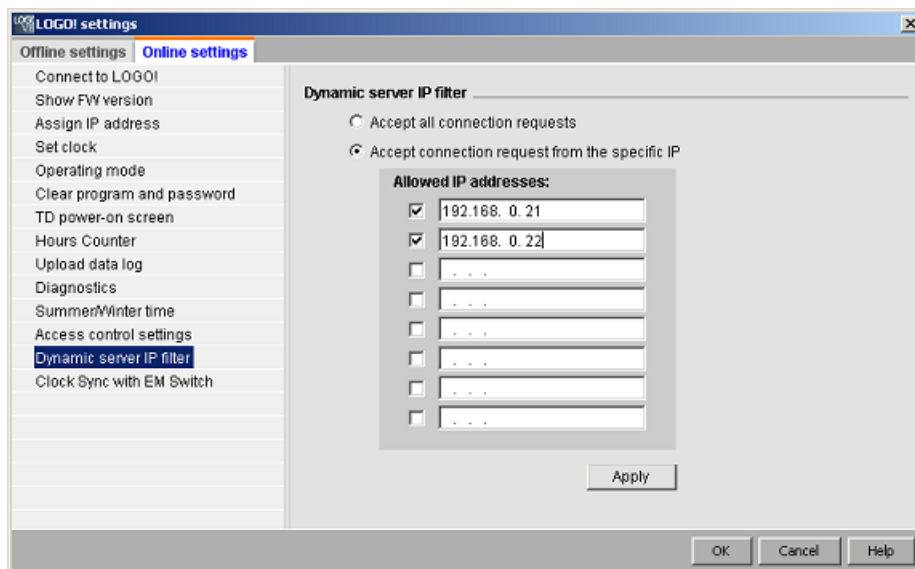 LOGO! settings
Offline settings
Online settings
Connect to LOGO!
Show FW version
Assign IP address
Set clock
Operating mode
Clear program and password
TD power-on screen
Hours Counter
Upload data log
Diagnostics
Summer/Winter time
Access control settings
Dynamic server IP filter
Clock Sync with EM Switch
Dynamic server IP filter
Accept all connection requests
Accept connection request from the specific IP
Allowed IP addresses:
192.168. 0. 21
192.168. 0. 22
. . .
. . .
. . .
. . .
. . .
. . .
Apply
OK
Cancel
Help